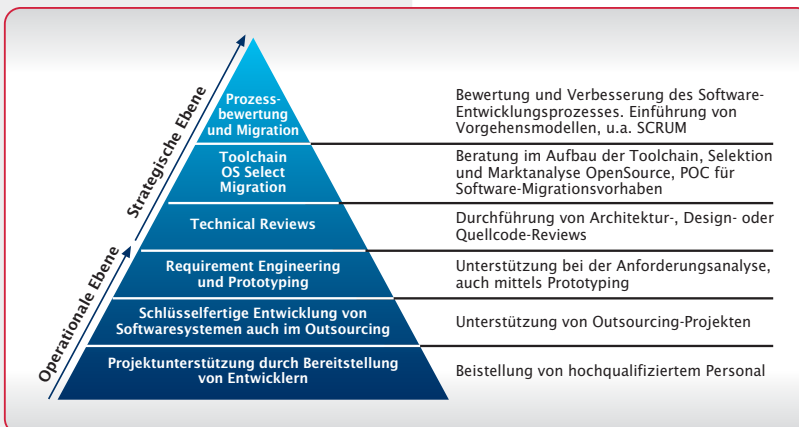 Strategische Ebene
Operationale Ebene
Prozess-
bewertung
und Migration
Bewertung und Verbesserung des Software-
Entwicklungsprozesses. Einführung von
Vorgehensmodellen, u.a. SCRUM
Toolchain
OS Select
Migration
Beratung im Aufbau der Toolchain, Selektion
und Marktanalyse OpenSource, POC für
Software-Migrationsvorhaben
Technical Reviews
Durchführung von Architektur-, Design- oder
Quellcode-Reviews
Requirement Engineering
und Prototyping
Unterstützung bei der Anforderungsanalyse,
auch mittels Prototyping
Schlüsselfertige Entwicklung von
Softwaresystemen auch im Outsourcing
Unterstützung von Outsourcing-Projekten
Projektunterstützung durch Bereitstellung
von Entwicklern
Beistellung von hochqualifiziertem Personal